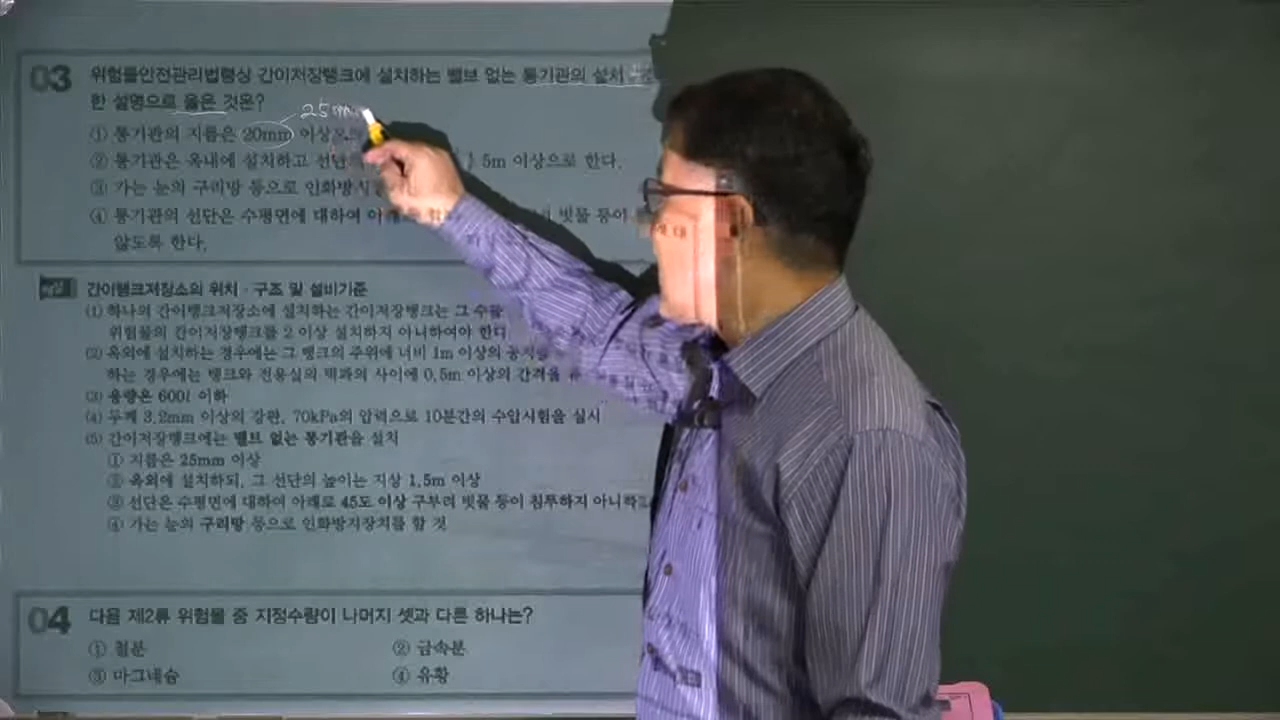 03 위험물안전관리법령상 간이저장탱크에 설치하는 밸브 없는 통기관의 설치
한 설명으로 옳은 것은?
25mm
① 통기관의 지름은 20mm 이상으로
② 통기관은 옥내에 설치하고 선단 1.5m 이상으로 한다.
③ 가는 눈의 구리망 등으로 인화방지
④ 통기관의 선단은 수평면에 대하여 아래로 빗물 등이
않도록 한다.
해설 간이탱크저장소의 위치·구조 및 설비기준
(1) 하나의 간이탱크저장소에 설치하는 간이저장탱크는 그 수를
위험물의 간이저장탱크를 2 이상 설치하지 아니하여야 한다
(2) 옥외에 설치하는 경우에는 그 탱크의 주위에 너비 1m 이상의 공지를
하는 경우에는 탱크와 전용실의 벽과의 사이에 0.5m 이상의 간격을 유
(3) 용량은 600l 이하
(4) 두께 3.2mm 이상의 강판, 70kPa의 압력으로 10분간의 수압시험을 실시
(5) 간이저장탱크에는 밸브 없는 통기관을 설치
① 지름은 25mm 이상
② 옥외에 설치하되, 그 선단의 높이는 지상 1.5m 이상
③ 선단은 수평면에 대하여 아래로 45도 이상 구부려 빗물 등이 침투하지 아니하
④ 가는 눈의 구리망 등으로 인화방지장치를 할 것
04 다음 제2류 위험물 중 지정수량이 나머지 셋과 다른 하나는?
① 철분 ② 금속분
③ 마그네슘 ④ 유황